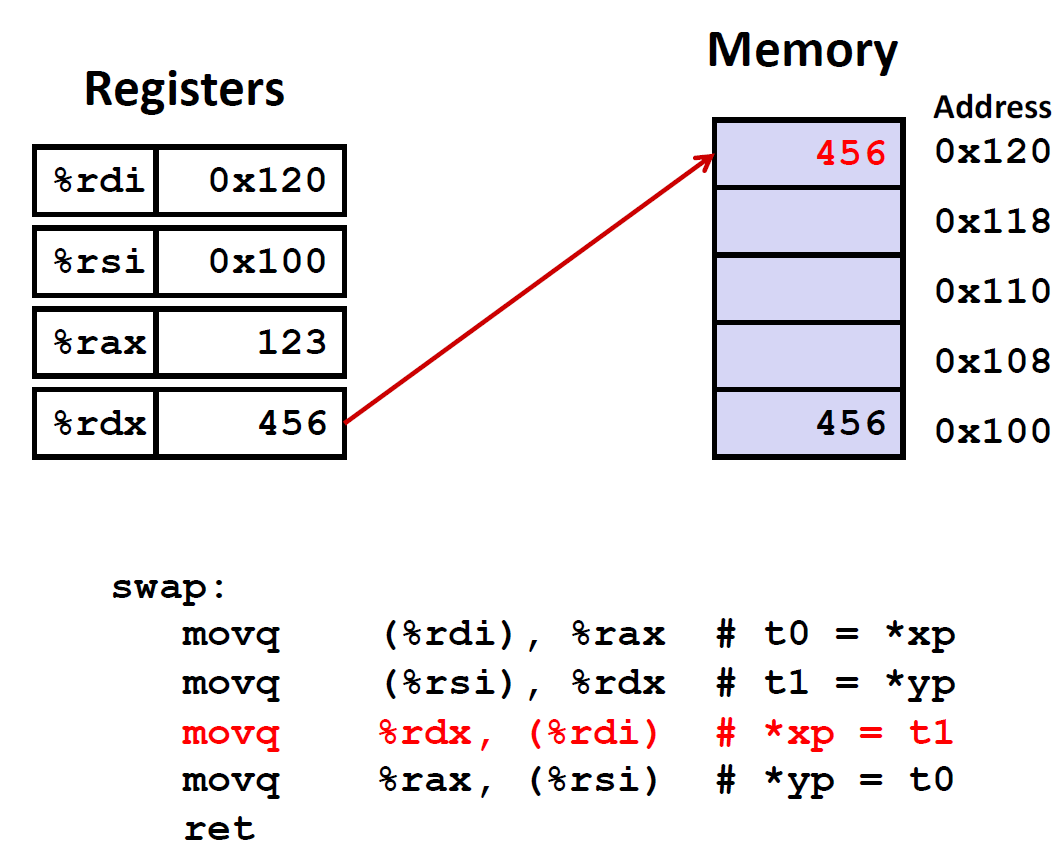 Registers
%rdi 0x120
%rsi 0x100
%rax 123
%rdx 456
Memory
Address
456 0x120
0x118
0x110
0x108
456 0x100
swap:
movq (%rdi), %rax # t0 = *xp
movq (%rsi), %rdx # t1 = *yp
movq %rdx, (%rdi) # *xp = t1
movq %rax, (%rsi) # *yp = t0
ret